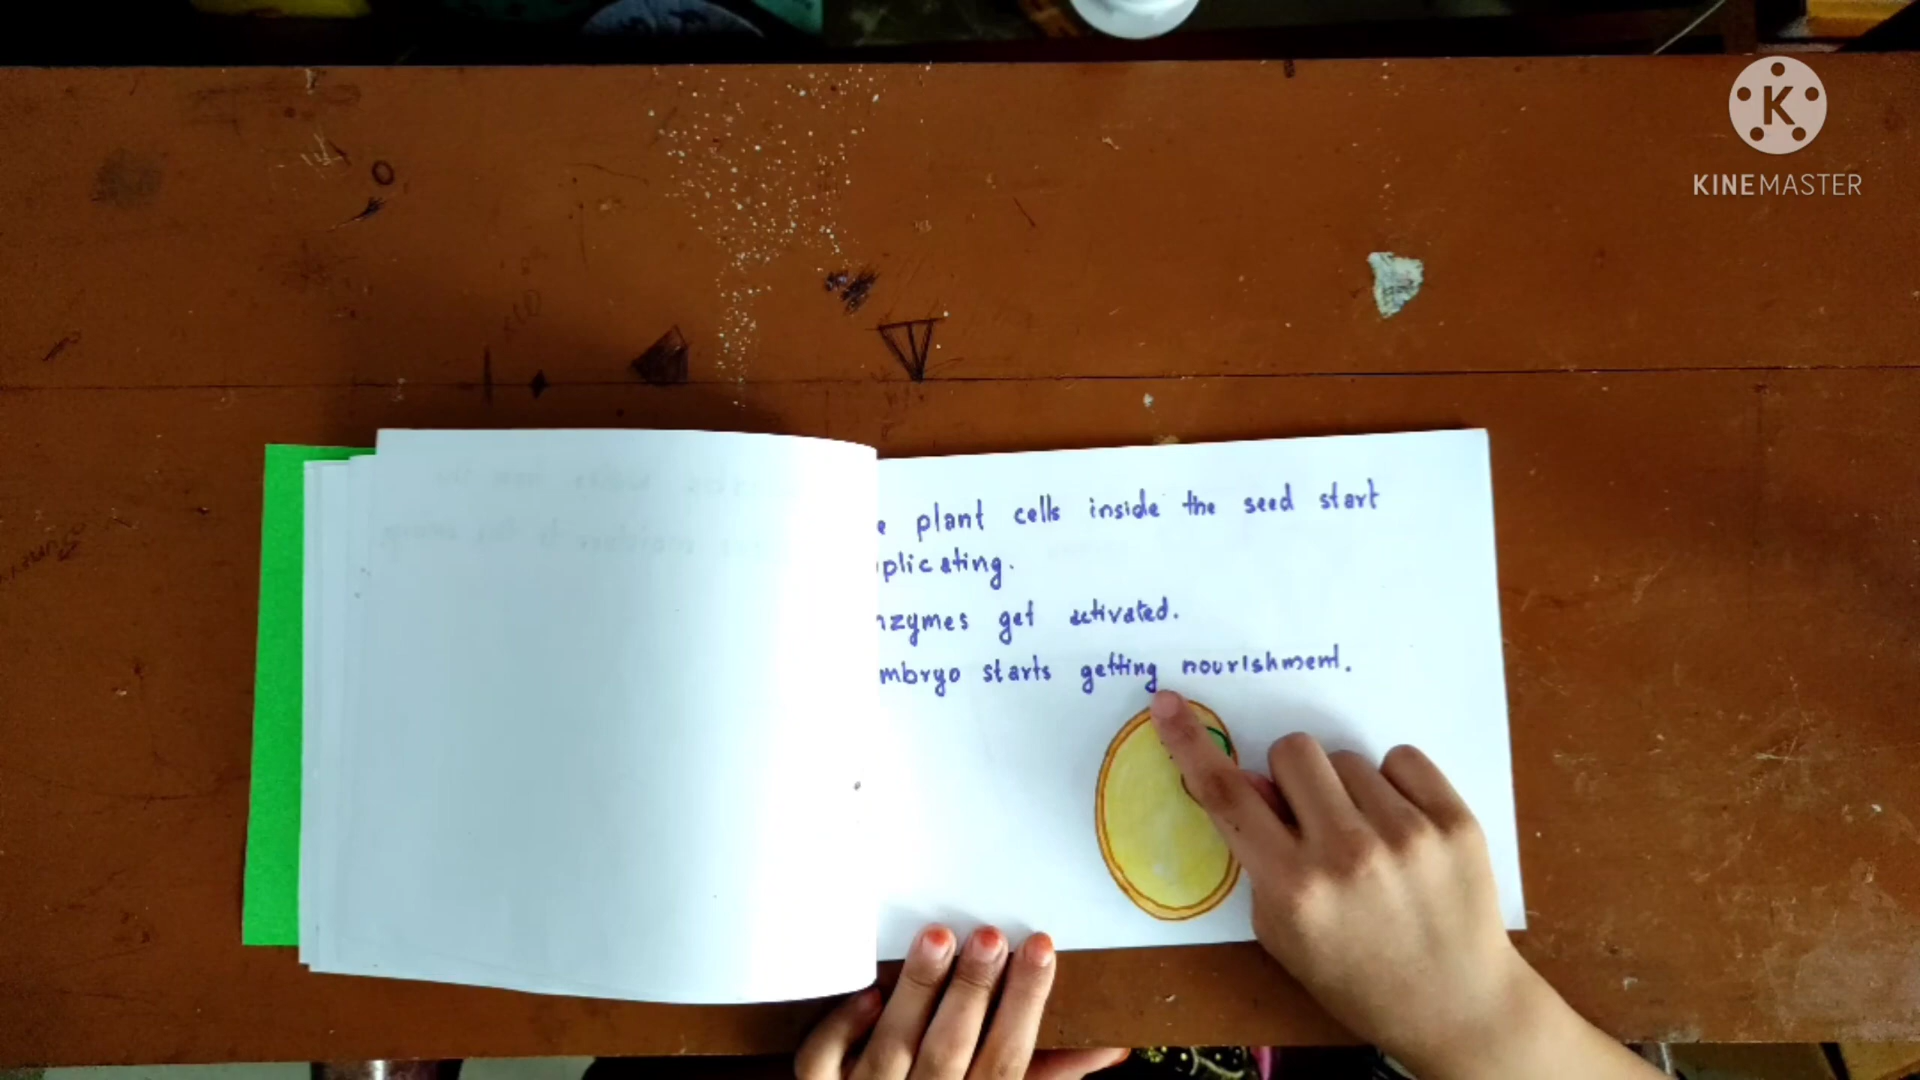 KINEMASTER
e plant cells inside the seed start
plicating.
nzymes get activated.
mbryo starts getting nourishment.